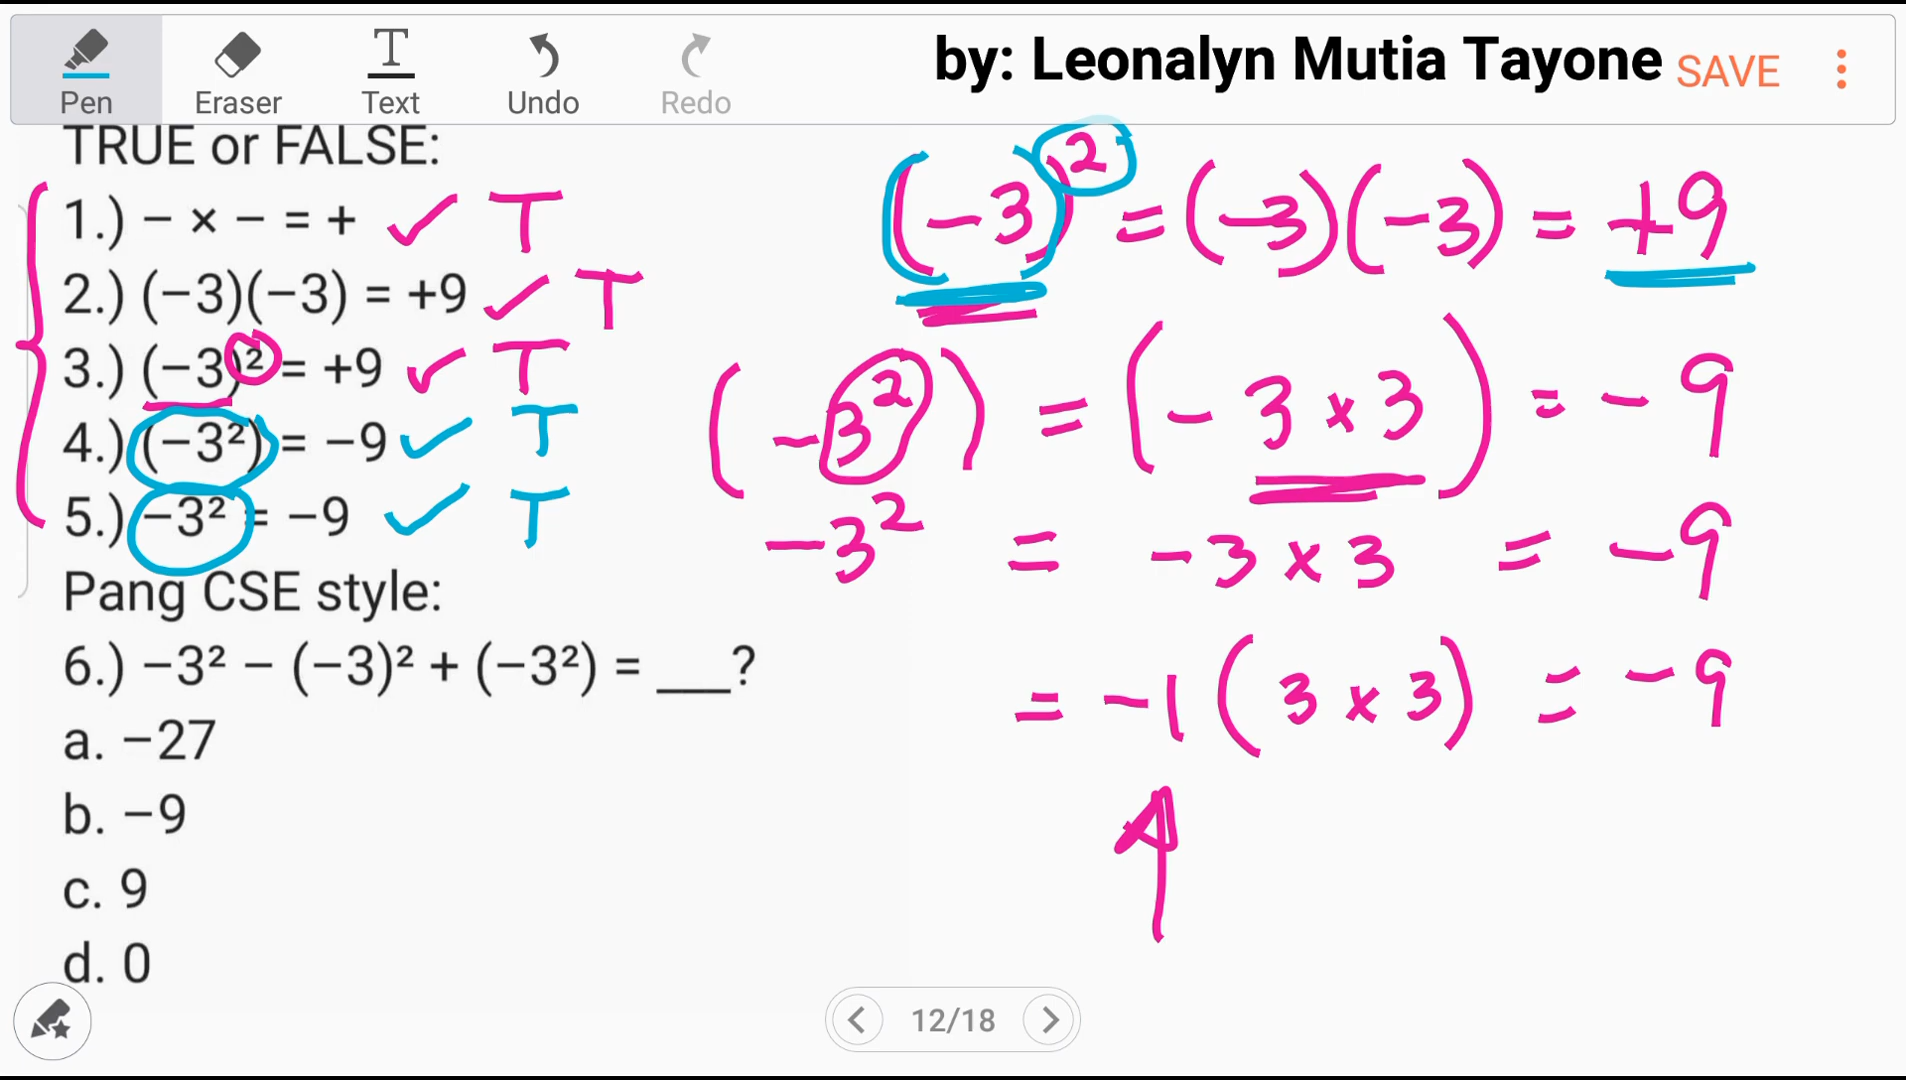 Pen
Eraser
Text
Undo
Redo
by: Leonalyn Mutia Tayone
SAVE
TRUE or FALSE:
1.) − × − = + ✓ T
2.) (−3)(−3) = +9 ✓ T
3.) (−3)² = +9 ✓ T
4.) (−3²) = −9 ✓ T
5.) −3² = −9 ✓ T
Pang CSE style:
6.) −3² − (−3)² + (−3²) = ___?
a. −27
b. −9
c. 9
d. 0
(−3)² = (−3)(−3) = +9
(−3²) = (−3×3) = −9
−3² = −3×3 = −9
= −1(3×3) = −9
12/18